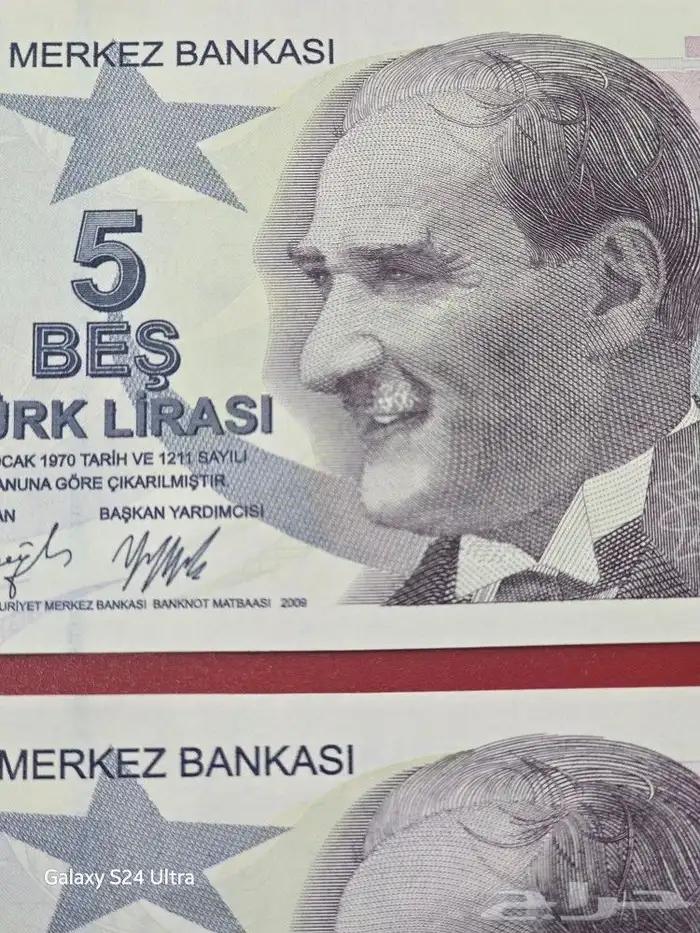 MERKEZ BANKASI
5
BEŞ
ÜRK LİRASI
OCAK 1970 TARİH VE 1211 SAYILI
ANUNA GÖRE ÇIKARILMIŞTIR.
AN BAŞKAN YARDIMCISI
URİYET MERKEZ BANKASI BANKNOT MATBAASI 2009
MERKEZ BANKASI
Galaxy S24 Ultra
حراج